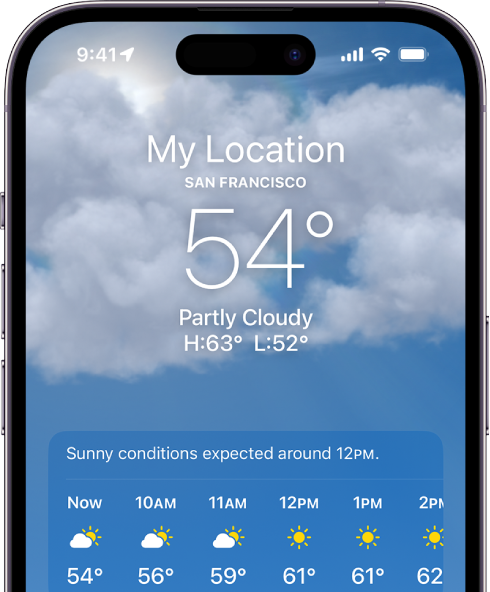 9:41
My Location
SAN FRANCISCO
54°
Partly Cloudy
H:63° L:52°
Sunny conditions expected around 12PM.
Now 10AM 11AM 12PM 1PM 2PM
54° 56° 59° 61° 61° 62